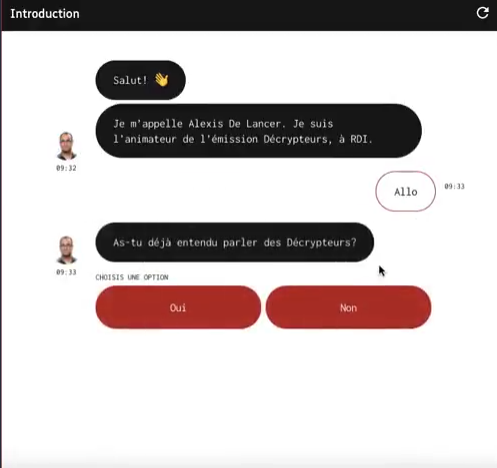 Introduction
Salut! 👋
Je m'appelle Alexis De Lancer. Je suis
l'animateur de l'émission Décrypteurs, à RDI.
09:32
Allo
09:33
As-tu déjà entendu parler des Décrypteurs?
09:33
CHOISIS UNE OPTION
Oui
Non